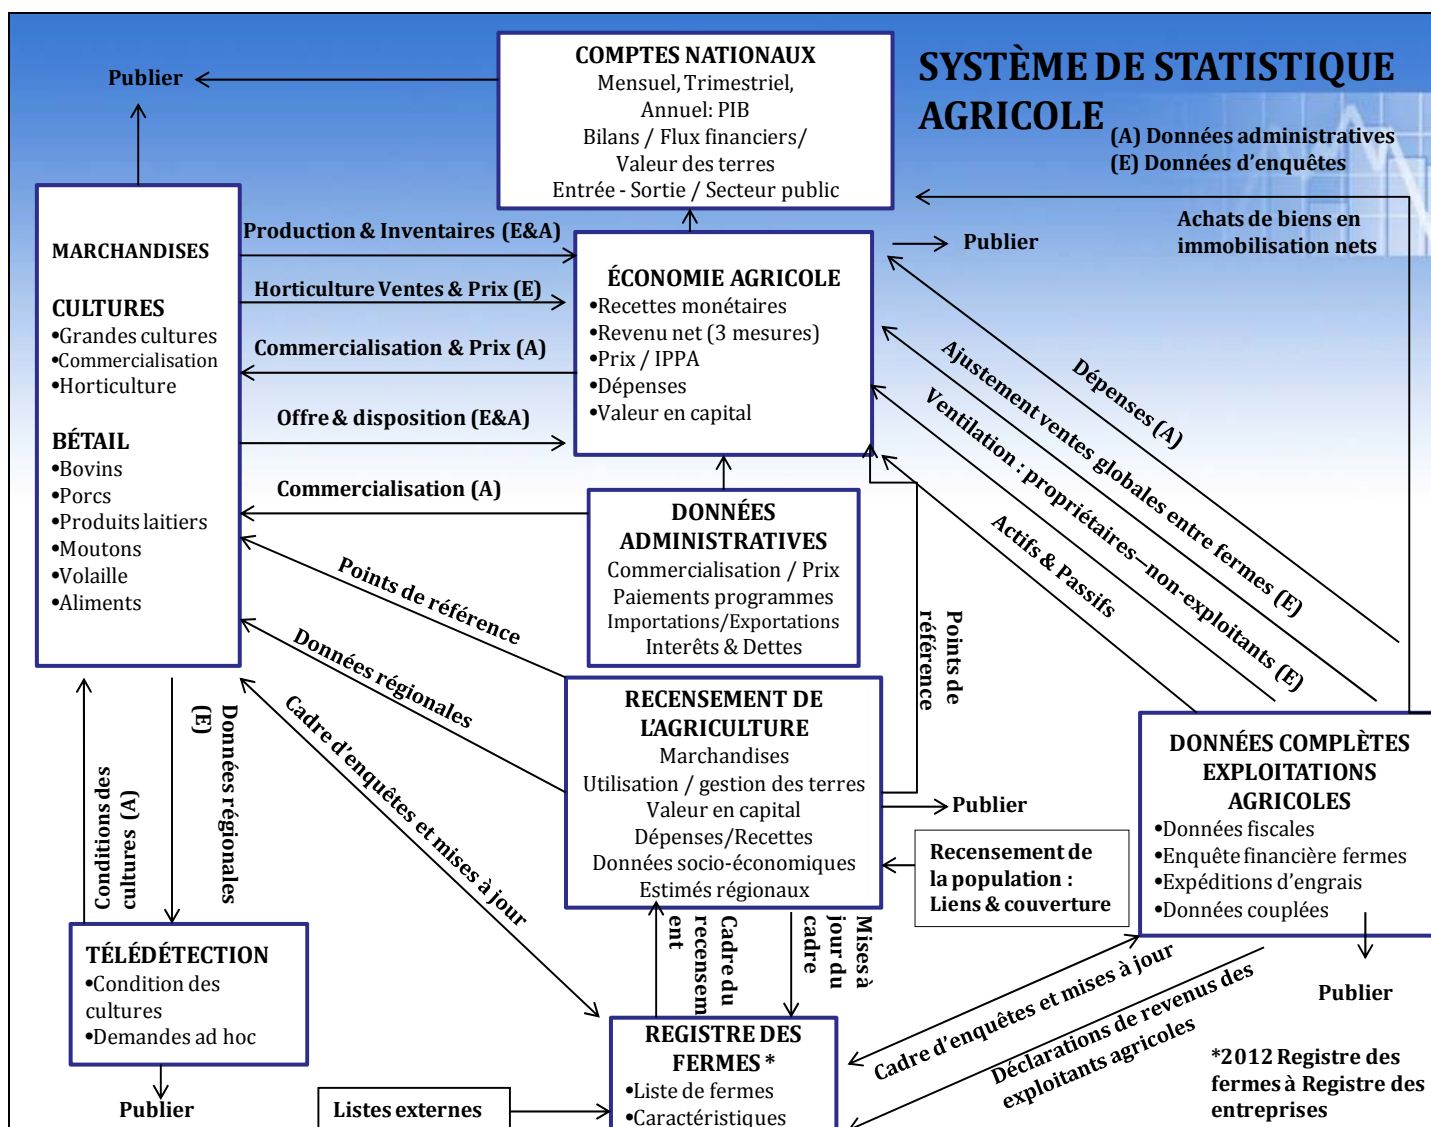 SYSTÈME DE STATISTIQUE
AGRICOLE
(A) Données administratives
(E) Données d'enquêtes
COMPTES NATIONAUX
Mensuel, Trimestriel,
Annuel: PIB
Bilans / Flux financiers/
Valeur des terres
Entrée - Sortie / Secteur public
Publier
Achats de biens en
immobilisation nets
MARCHANDISES
CULTURES
•Grandes cultures
•Commercialisation
•Horticulture
BÉTAIL
•Bovins
•Porcs
•Produits laitiers
•Moutons
•Volaille
•Aliments
Production & Inventaires (E&A)
Horticulture Ventes & Prix (E)
Commercialisation & Prix (A)
Offre & disposition (E&A)
Commercialisation (A)
ÉCONOMIE AGRICOLE
•Recettes monétaires
•Revenu net (3 mesures)
•Prix / IPPA
•Dépenses
•Valeur en capital
Publier
Dépenses (A)
Ajustement ventes globales entre fermes (E)
Ventilation : propriétaires–non-exploitants (E)
Actifs & Passifs
DONNÉES
ADMINISTRATIVES
Commercialisation / Prix
Paiements programmes
Importations/Exportations
Interêts & Dettes
Points de référence
Données régionales
Cadre d'enquêtes et mises à jour
Points de
référence
RECENSEMENT DE
L'AGRICULTURE
Marchandises
Utilisation / gestion des terres
Valeur en capital
Dépenses/Recettes
Données socio-économiques
Estimés régionaux
Publier
Recensement de
la population :
Liens & couverture
DONNÉES COMPLÈTES
EXPLOITATIONS
AGRICOLES
•Données fiscales
•Enquête financière fermes
•Expéditions d'engrais
•Données couplées
Publier
Conditions des
cultures (A)
Données régionales
(E)
TÉLÉDÉTECTION
•Condition des
cultures
•Demandes ad hoc
Publier
Cadre du
recensem
ent
Mises à
jour du
cadre
REGISTRE DES
FERMES *
•Liste de fermes
•Caractéristiques
Listes externes
Cadre d'enquêtes et mises à jour
Déclarations de revenus des
exploitants agricoles
*2012 Registre des
fermes à Registre des
entreprises